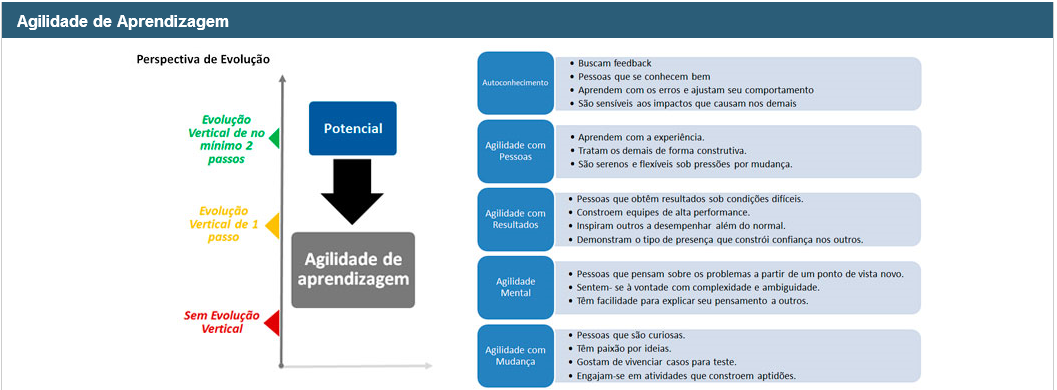 Agilidade de Aprendizagem
Perspectiva de Evolução
Evolução
Vertical de no
mínimo 2
passos
Evolução
Vertical de 1
passo
Sem Evolução
Vertical
Potencial
Agilidade de
aprendizagem
Autoconhecimento
• Buscam feedback
• Pessoas que se conhecem bem
• Aprendem com os erros e ajustam seu comportamento
• São sensíveis aos impactos que causam nos demais
Agilidade com
Pessoas
• Aprendem com a experiência.
• Tratam os demais de forma construtiva.
• São serenos e flexíveis sob pressões por mudança.
Agilidade com
Resultados
• Pessoas que obtêm resultados sob condições difíceis.
• Constroem equipes de alta performance.
• Inspiram outros a desempenhar além do normal.
• Demonstram o tipo de presença que constrói confiança nos outros.
Agilidade
Mental
• Pessoas que pensam sobre os problemas a partir de um ponto de vista novo.
• Sentem- se à vontade com complexidade e ambiguidade.
• Têm facilidade para explicar seu pensamento a outros.
Agilidade com
Mudança
• Pessoas que são curiosas.
• Têm paixão por ideias.
• Gostam de vivenciar casos para teste.
• Engajam-se em atividades que constroem aptidões.